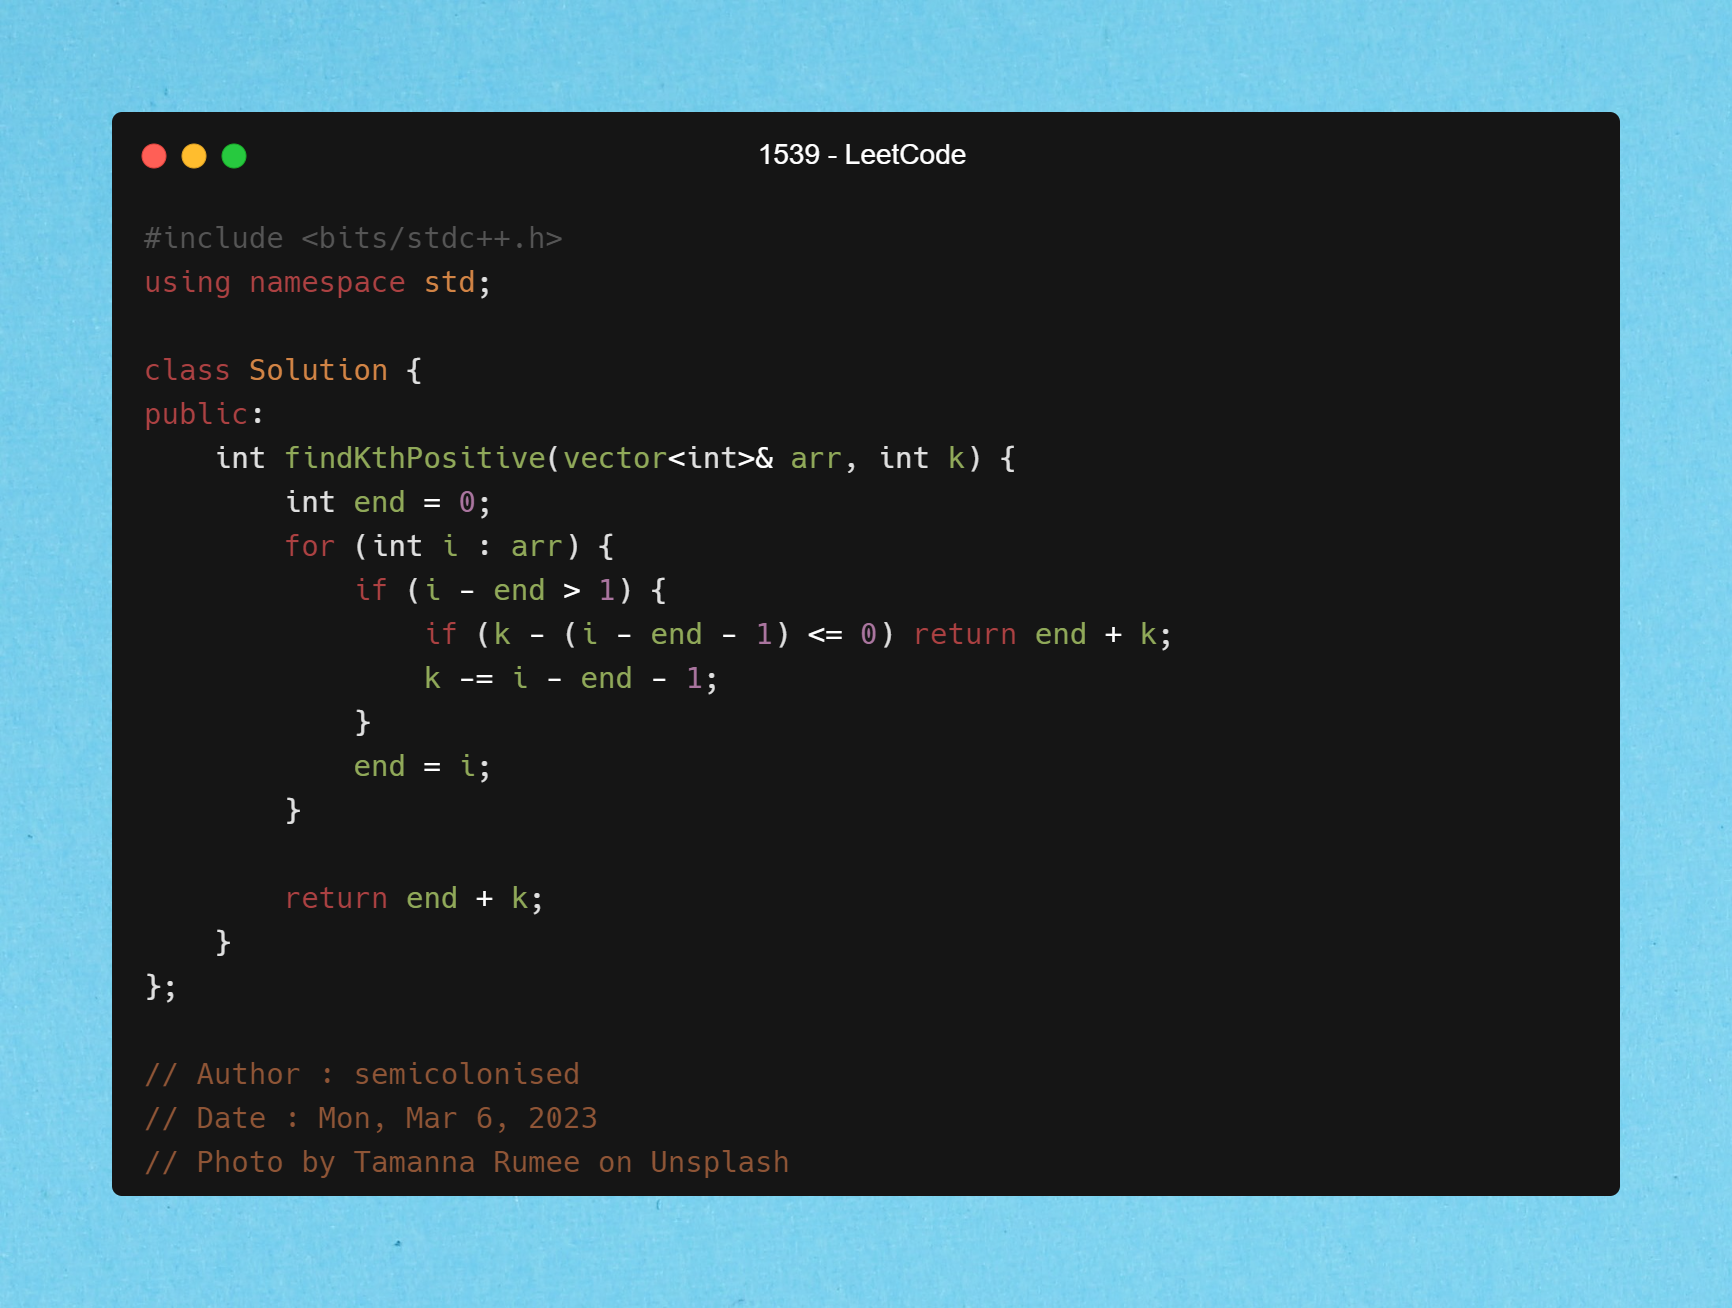 1539 - LeetCode
#include <bits/stdc++.h>
using namespace std;
class Solution {
public:
    int findKthPositive(vector<int>& arr, int k) {
        int end = 0;
        for (int i : arr) {
            if (i - end > 1) {
                if (k - (i - end - 1) <= 0) return end + k;
                k -= i - end - 1;
            }
            end = i;
        }
        return end + k;
    }
};
// Author : semicolonised
// Date : Mon, Mar 6, 2023
// Photo by Tamanna Rumee on Unsplash